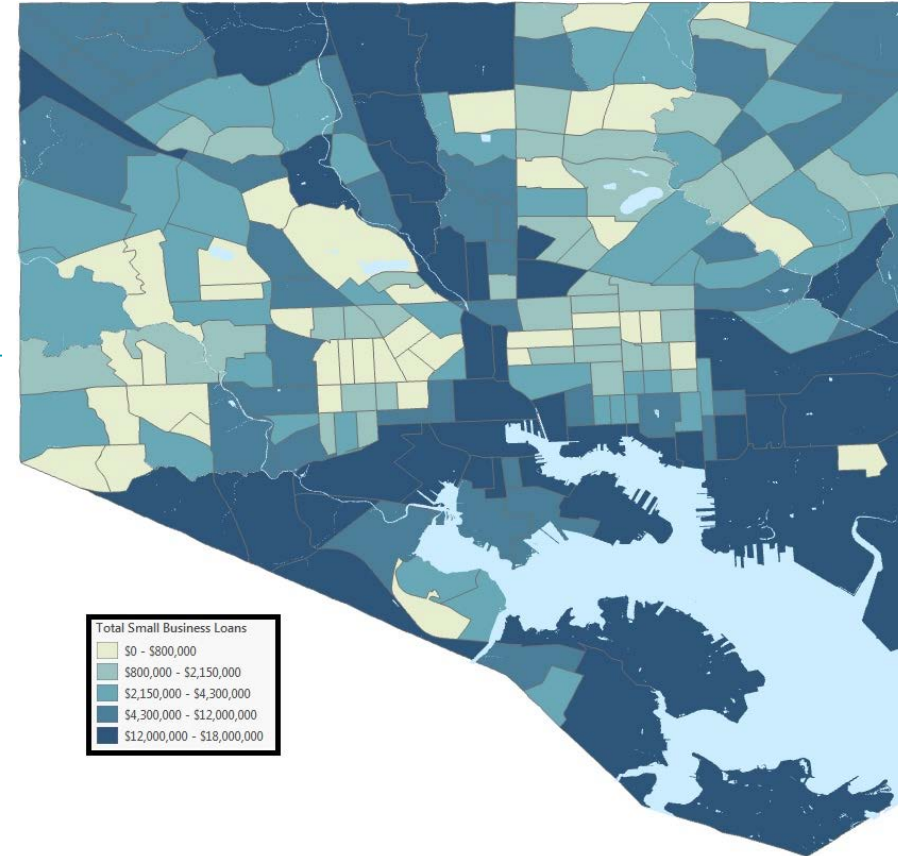 Total Small Business Loans
$0 - $800,000
$800,000 - $2,150,000
$2,150,000 - $4,300,000
$4,300,000 - $12,000,000
$12,000,000 - $18,000,000